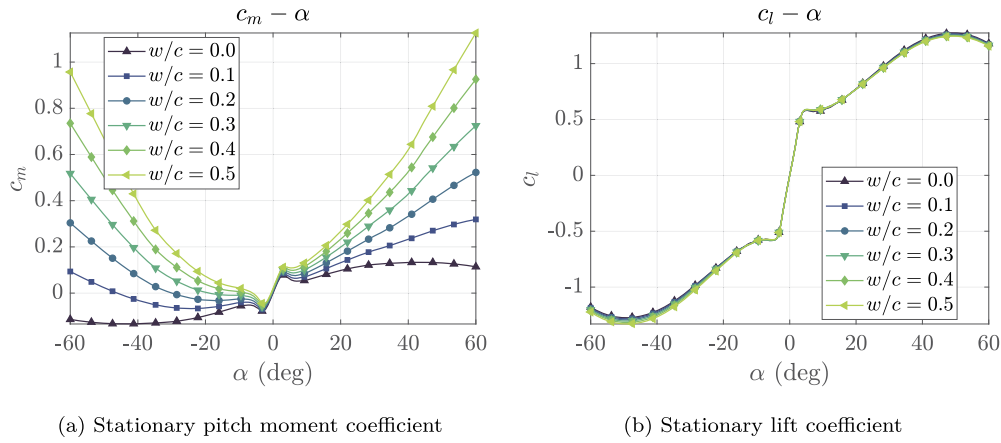 c_m − α
1
0.8
0.6
0.4
0.2
0
c_m
w/c = 0.0
w/c = 0.1
w/c = 0.2
w/c = 0.3
w/c = 0.4
w/c = 0.5
-60 -40 -20 0 20 40 60
α (deg)
(a) Stationary pitch moment coefficient
c_l − α
1
0.5
0
-0.5
-1
c_l
w/c = 0.0
w/c = 0.1
w/c = 0.2
w/c = 0.3
w/c = 0.4
w/c = 0.5
-60 -40 -20 0 20 40 60
α (deg)
(b) Stationary lift coefficient